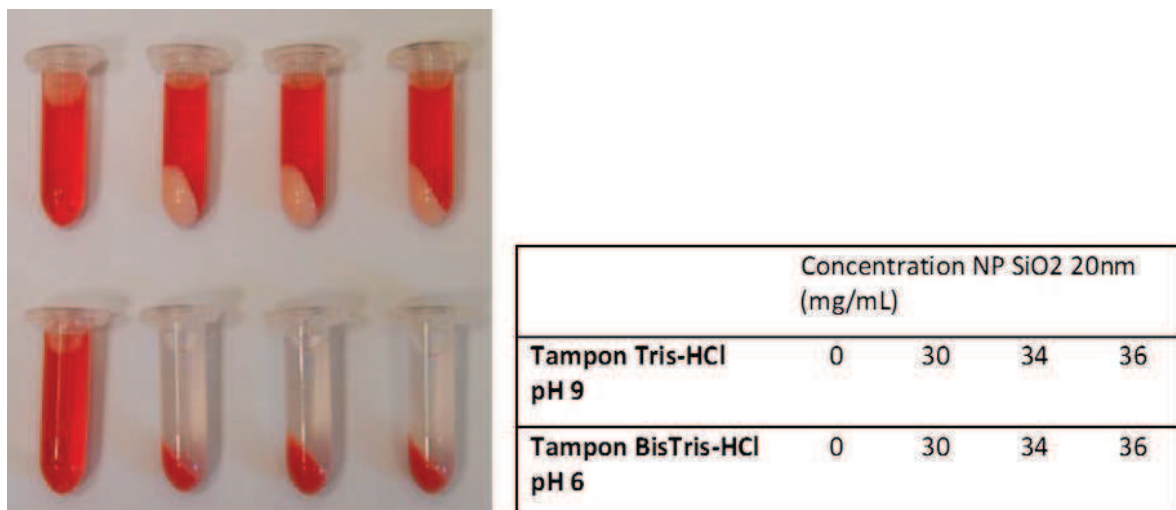 Concentration NP SiO2 20nm
(mg/mL)
Tampon Tris-HCl 0 30 34 36
pH 9
Tampon BisTris-HCl 0 30 34 36
pH 6